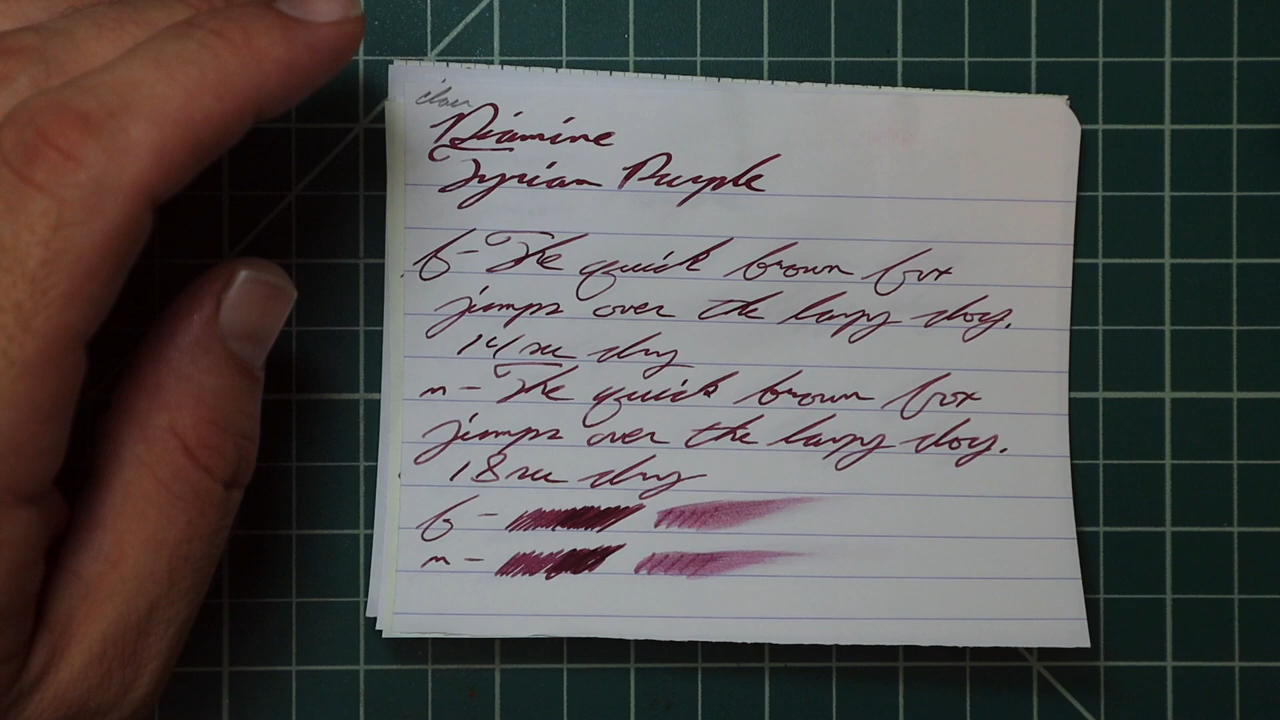 Diamine
Tyrian Purple
f - The quick brown fox
jumps over the lazy dog.
14 sec dry
m - The quick brown fox
jumps over the lazy dog.
18 sec dry
f -
m -